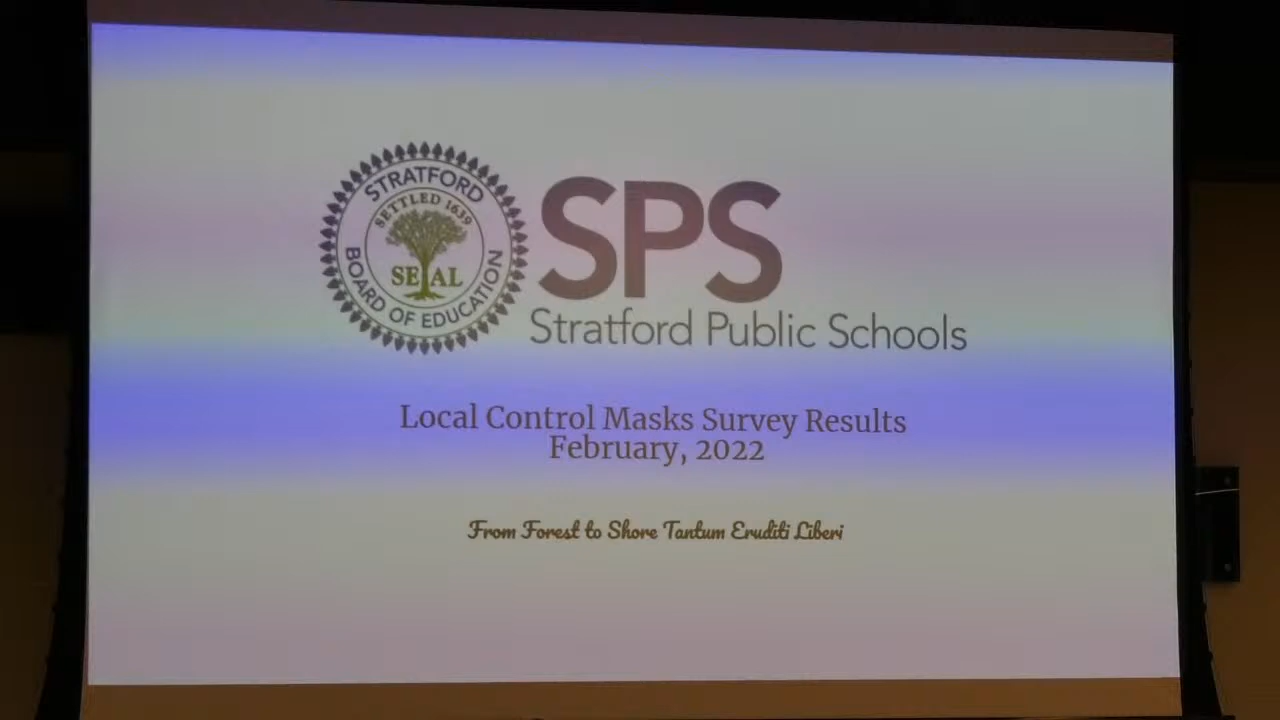 STRATFORD
SETTLED 1639
SEAL
BOARD OF EDUCATION
SPS
Stratford Public Schools
Local Control Masks Survey Results
February, 2022
From Forest to Shore Tantum Eruditi Liberi